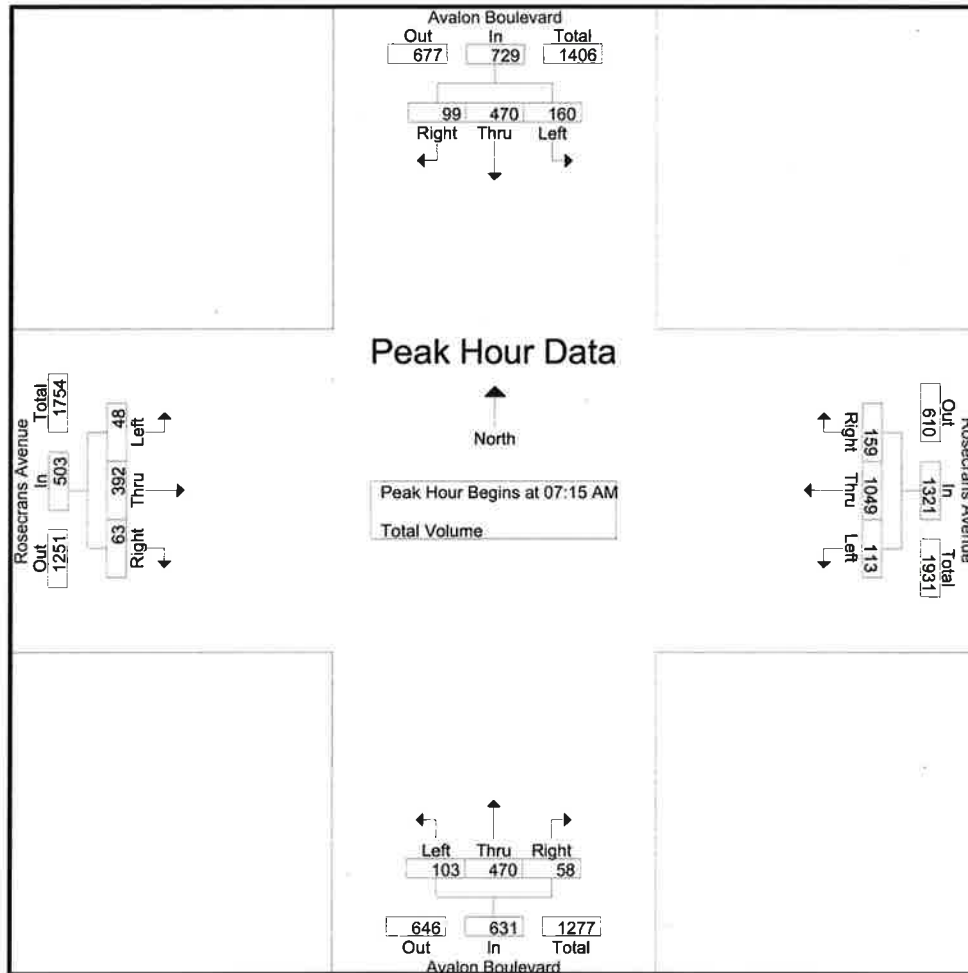 Avalon Boulevard
Out In Total
677 729 1406
99 470 160
Right Thru Left
Peak Hour Data
North
Peak Hour Begins at 07:15 AM
Total Volume
Rosecrans Avenue
Total In Out
1754 503 1251
48 392 63
Left Thru Right
Right Thru Left
159 1049 113
Out In Total
610 1321 1931
Rosecrans Avenue
Left Thru Right
103 470 58
646 631 1277
Out In Total
Avalon Boulevard